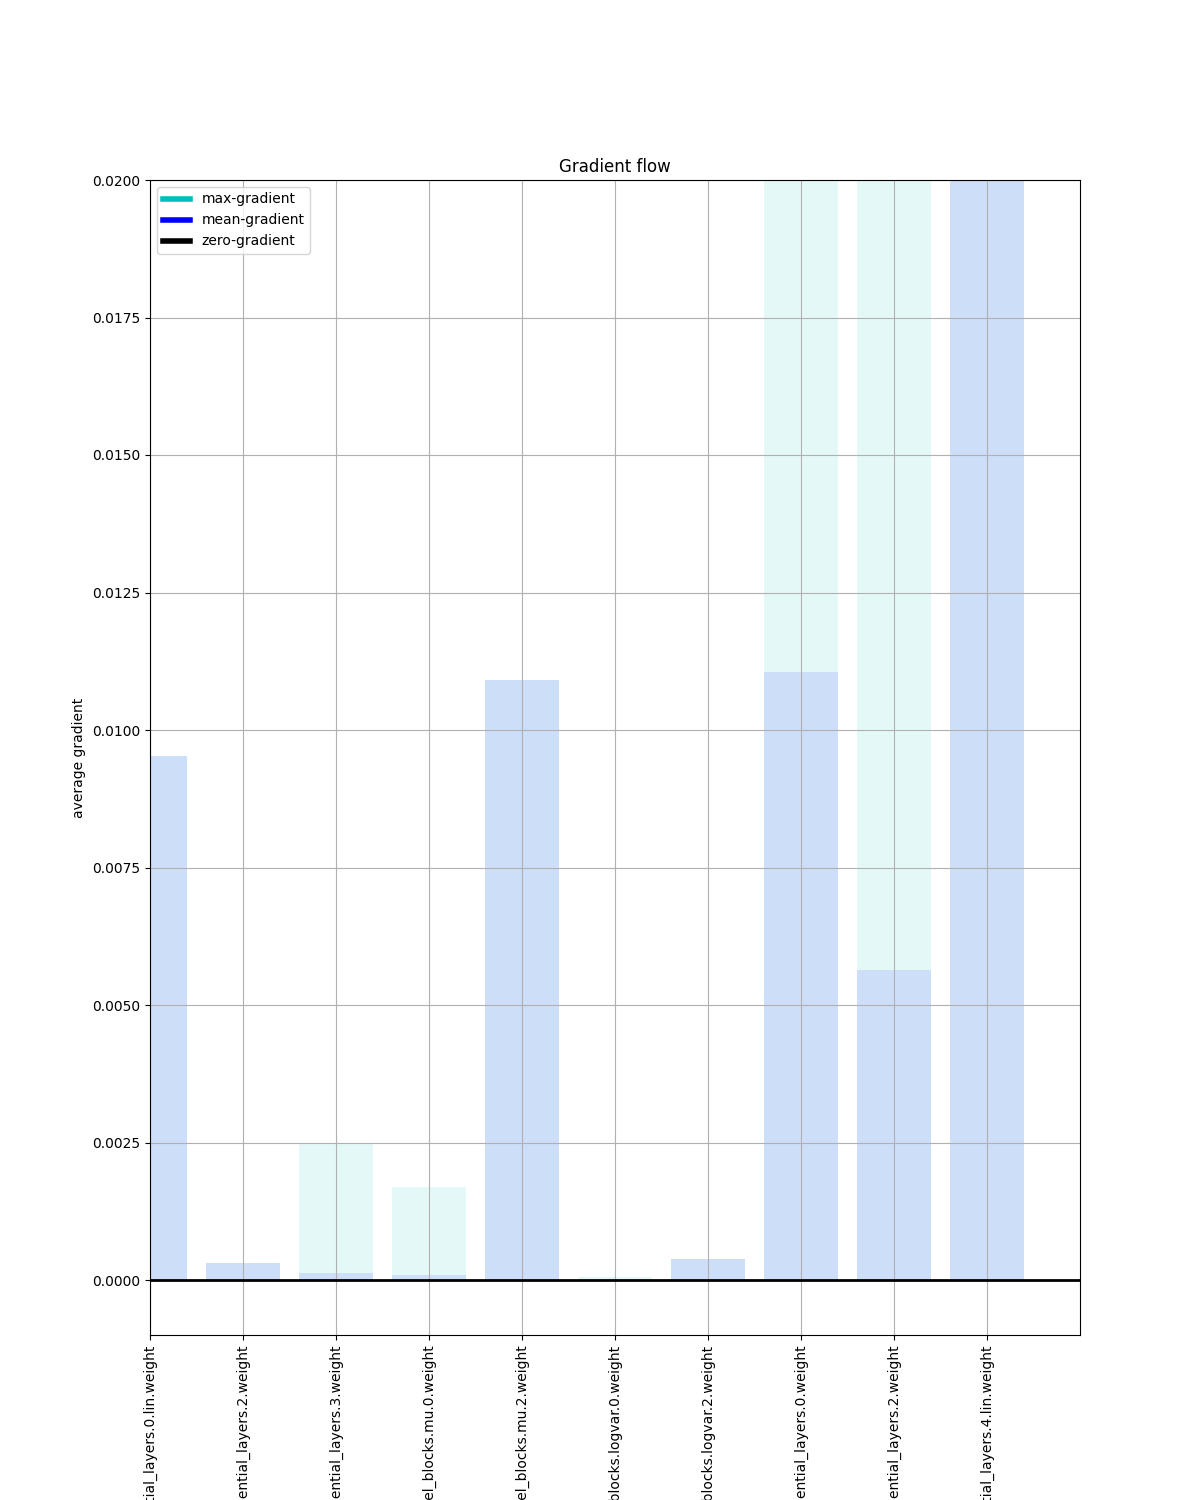 Gradient flow
max-gradient
mean-gradient
zero-gradient
0.0200
0.0175
0.0150
0.0125
0.0100
0.0075
0.0050
0.0025
0.0000
average gradient
tial_layers.0.lin.weight
ential_layers.2.weight
ential_layers.3.weight
el_blocks.mu.0.weight
el_blocks.mu.2.weight
blocks.logvar.0.weight
blocks.logvar.2.weight
ential_layers.0.weight
ential_layers.2.weight
tial_layers.4.lin.weight